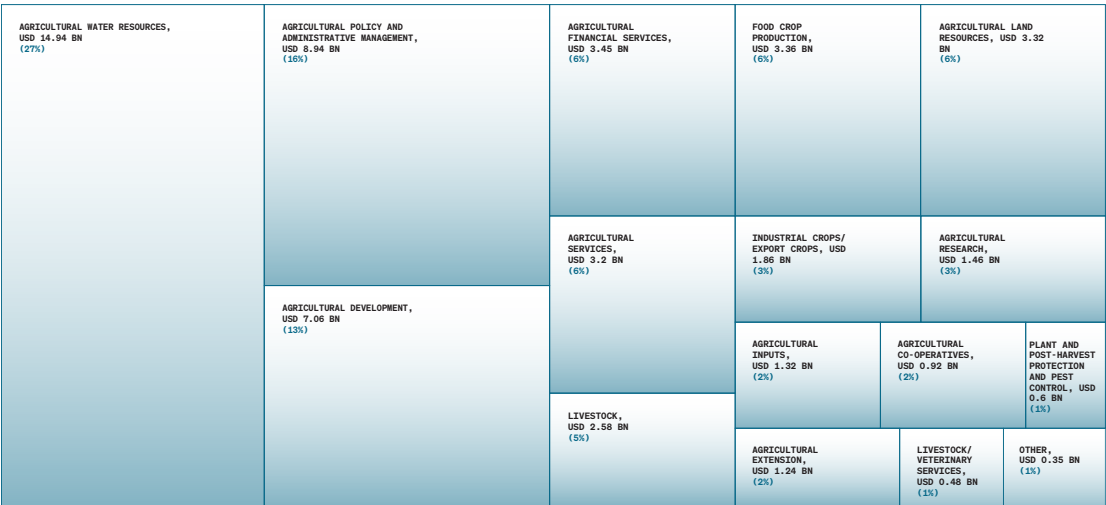 AGRICULTURAL WATER RESOURCES,
USD 14.94 BN
(27%)
AGRICULTURAL POLICY AND
ADMINISTRATIVE MANAGEMENT,
USD 8.94 BN
(16%)
AGRICULTURAL DEVELOPMENT,
USD 7.06 BN
(13%)
AGRICULTURAL
FINANCIAL SERVICES,
USD 3.45 BN
(6%)
FOOD CROP
PRODUCTION,
USD 3.36 BN
(6%)
AGRICULTURAL LAND
RESOURCES, USD 3.32
BN
(6%)
AGRICULTURAL
SERVICES,
USD 3.2 BN
(6%)
LIVESTOCK,
USD 2.58 BN
(5%)
INDUSTRIAL CROPS/
EXPORT CROPS, USD
1.86 BN
(3%)
AGRICULTURAL
RESEARCH,
USD 1.46 BN
(3%)
AGRICULTURAL
INPUTS,
USD 1.32 BN
(2%)
AGRICULTURAL
CO-OPERATIVES,
USD 0.92 BN
(2%)
PLANT AND
POST-HARVEST
PROTECTION
AND PEST
CONTROL, USD
0.6 BN
(1%)
AGRICULTURAL
EXTENSION,
USD 1.24 BN
(2%)
LIVESTOCK/
VETERINARY
SERVICES,
USD 0.48 BN
(1%)
OTHER,
USD 0.35 BN
(1%)